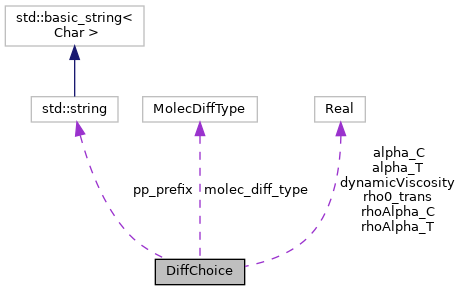 std::basic_string<
Char >
std::string
MolecDiffType
Real
pp_prefix
molec_diff_type
alpha_C
alpha_T
dynamicViscosity
rho0_trans
rhoAlpha_C
rhoAlpha_T
DiffChoice